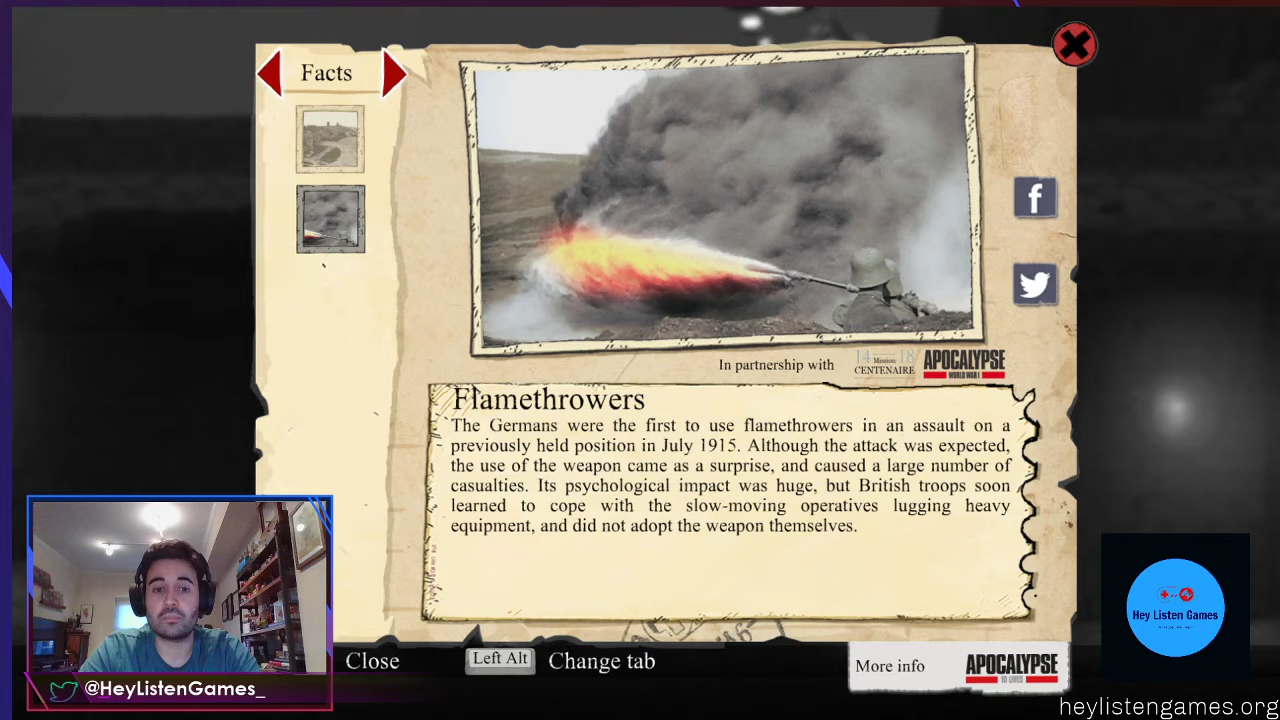 Facts
In partnership with
14 Mission 18
CENTENAIRE
APOCALYPSE
WORLD WAR I
Flamethrowers
The Germans were the first to use flamethrowers in an assault on a
previously held position in July 1915. Although the attack was expected,
the use of the weapon came as a surprise, and caused a large number of
casualties. Its psychological impact was huge, but British troops soon
learned to cope with the slow-moving operatives lugging heavy
equipment, and did not adopt the weapon themselves.
Close
Left Alt
Change tab
More info
APOCALYPSE
10 LIVES
Hey Listen Games
@HeyListenGames_
heylistengames.org